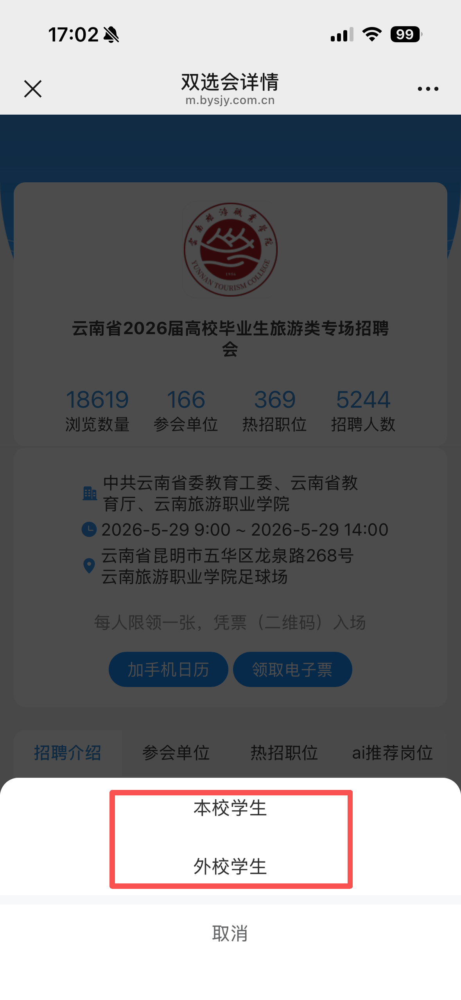 17:02
99
双选会详情
m.bysjy.com.cn
雲南旅游職業学院
YUNNAN TOURISM COLLEGE
1956
云南省2026届高校毕业生旅游类专场招聘
会
18619 166 369 5244
浏览数量 参会单位 热招职位 招聘人数
中共云南省委教育工委、云南省教
育厅、云南旅游职业学院
2026-5-29 9:00 ~ 2026-5-29 14:00
云南省昆明市五华区龙泉路268号
云南旅游职业学院足球场
每人限领一张，凭票（二维码）入场
加手机日历 领取电子票
招聘介绍 参会单位 热招职位 ai推荐岗位
本校学生
外校学生
取消